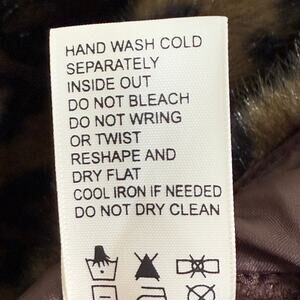 HAND WASH COLD
SEPARATELY
INSIDE OUT
DO NOT BLEACH
DO NOT WRING
OR TWIST
RESHAPE AND
DRY FLAT
COOL IRON IF NEEDED
DO NOT DRY CLEAN